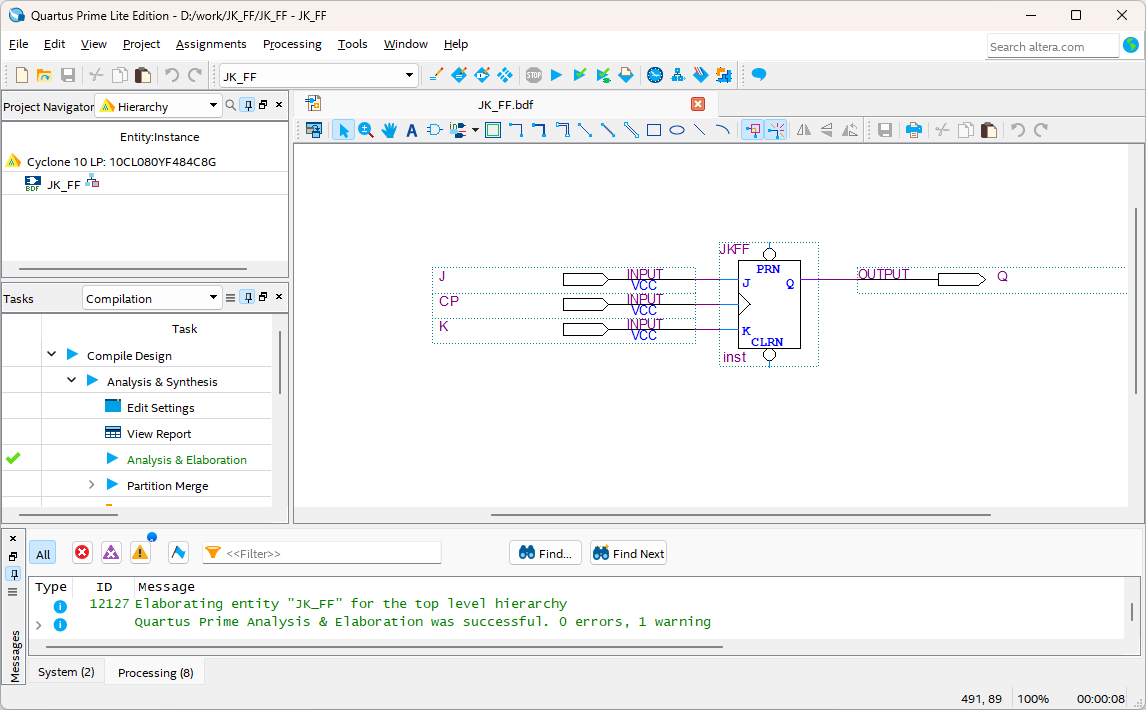 Quartus Prime Lite Edition - D:/work/JK_FF/JK_FF - JK_FF
File Edit View Project Assignments Processing Tools Window Help
Search altera.com
STOP
JK_FF
Project Navigator Hierarchy
JK_FF.bdf
Entity:Instance
Cyclone 10 LP: 10CL080YF484C8G
BDF JK_FF
Tasks Compilation
Task
Compile Design
Analysis & Synthesis
Edit Settings
View Report
Analysis & Elaboration
Partition Merge
JKFF
PRN
J INPUT VCC J Q OUTPUT Q
CP INPUT VCC
K INPUT VCC K
CLRN
inst
All <<Filter>> Find... Find Next
Type ID Message
12127 Elaborating entity "JK_FF" for the top level hierarchy
Quartus Prime Analysis & Elaboration was successful. 0 errors, 1 warning
Messages
System (2) Processing (8)
491, 89 100% 00:00:08